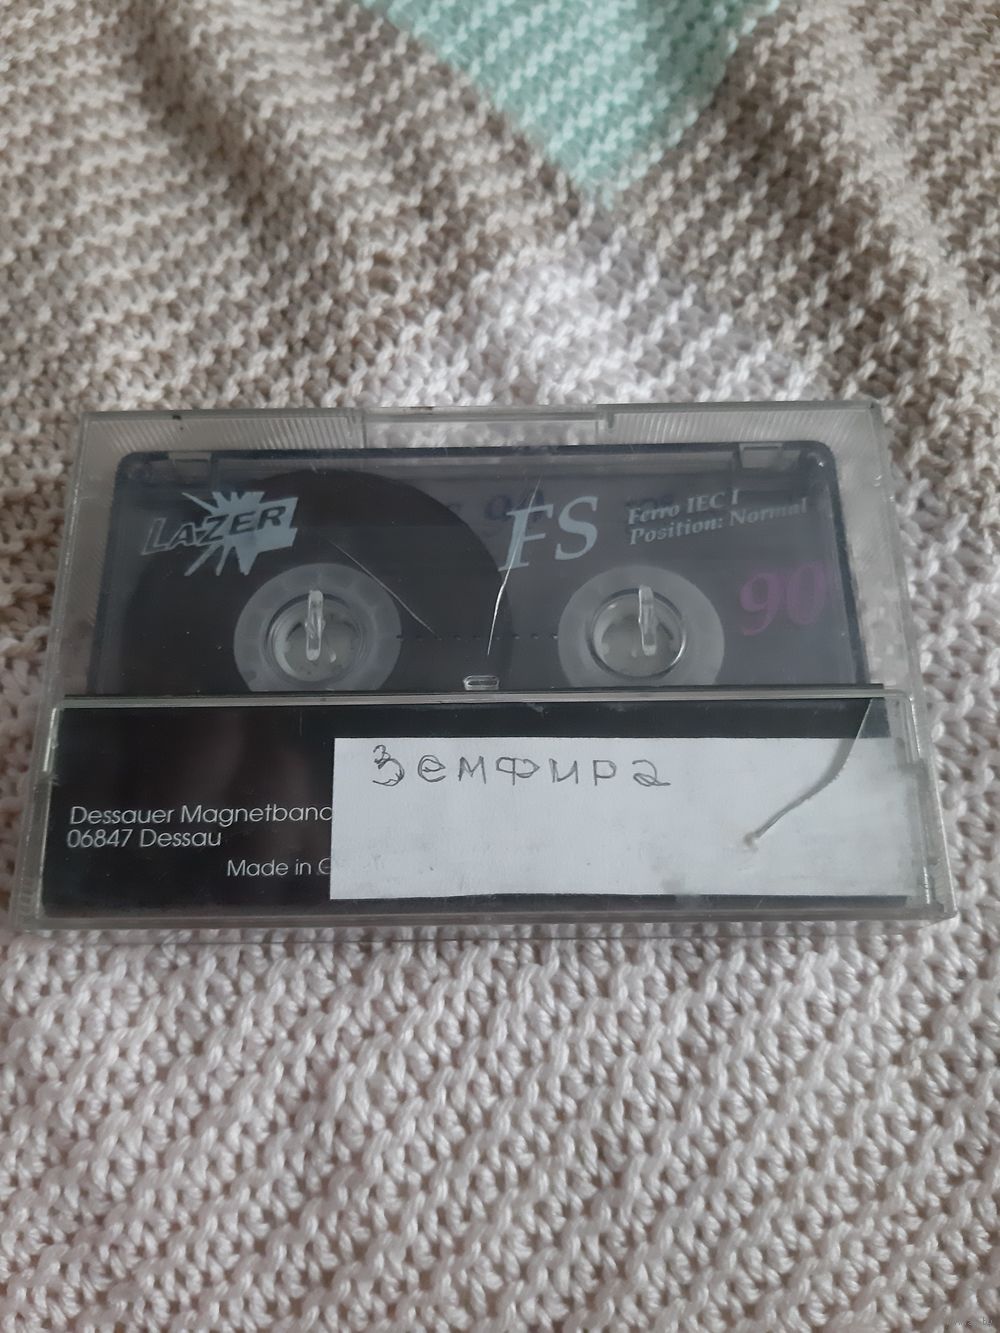 LAZER
FS
Ferro IEC I
Position: Normal
90
Земфира
Dessauer Magnetband
06847 Dessau
Made in G